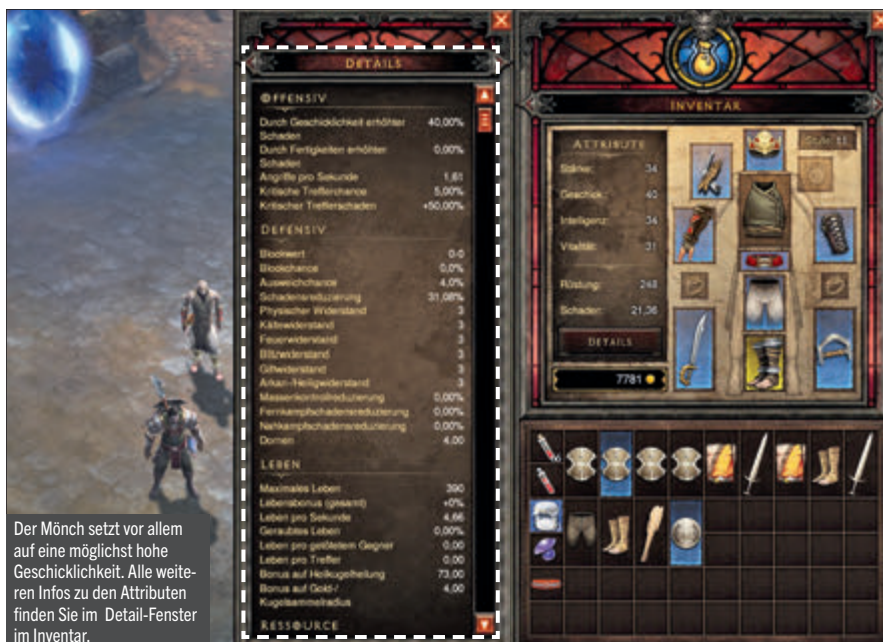 DETAILS
OFFENSIV
Durch Geschicklichkeit erhöhter 40,00%
Schaden
Durch Fertigkeiten erhöhter 0,00%
Schaden
Angriffe pro Sekunde 1,61
Kritische Trefferchance 5,00%
Kritischer Trefferschaden +50,00%
DEFENSIV
Blockwert 0-0
Blockchance 0,0%
Ausweichchance 4,0%
Schadensreduzierung 31,08%
Physischer Widerstand 3
Kältewiderstand 3
Feuerwiderstand 3
Blitzwiderstand 3
Giftwiderstand 3
Arkan-/Heiligwiderstand 3
Massenkontrollreduzierung 0,00%
Fernkampfschadensreduzierung 0,00%
Nahkampfschadensreduzierung 0,00%
Dornen 4,00
LEBEN
Maximales Leben 390
Lebensbonus (gesamt) +0%
Leben pro Sekunde 4,66
Geraubtes Leben 0,00%
Leben pro getötetem Gegner 0,00
Leben pro Treffer 0,00
Bonus auf Heilkugelheilung 73,00
Bonus auf Gold-/ 4,00
Kugelsammelradius
RESSOURCE
INVENTAR
ATTRIBUTE
Stärke: 34
Geschick.: 40
Intelligenz: 34
Vitalität: 31
Rüstung: 248
Schaden: 21,36
DETAILS
7781
Der Mönch setzt vor allem
auf eine möglichst hohe
Geschicklichkeit. Alle weite-
ren Infos zu den Attributen
finden Sie im Detail-Fenster
im Inventar.